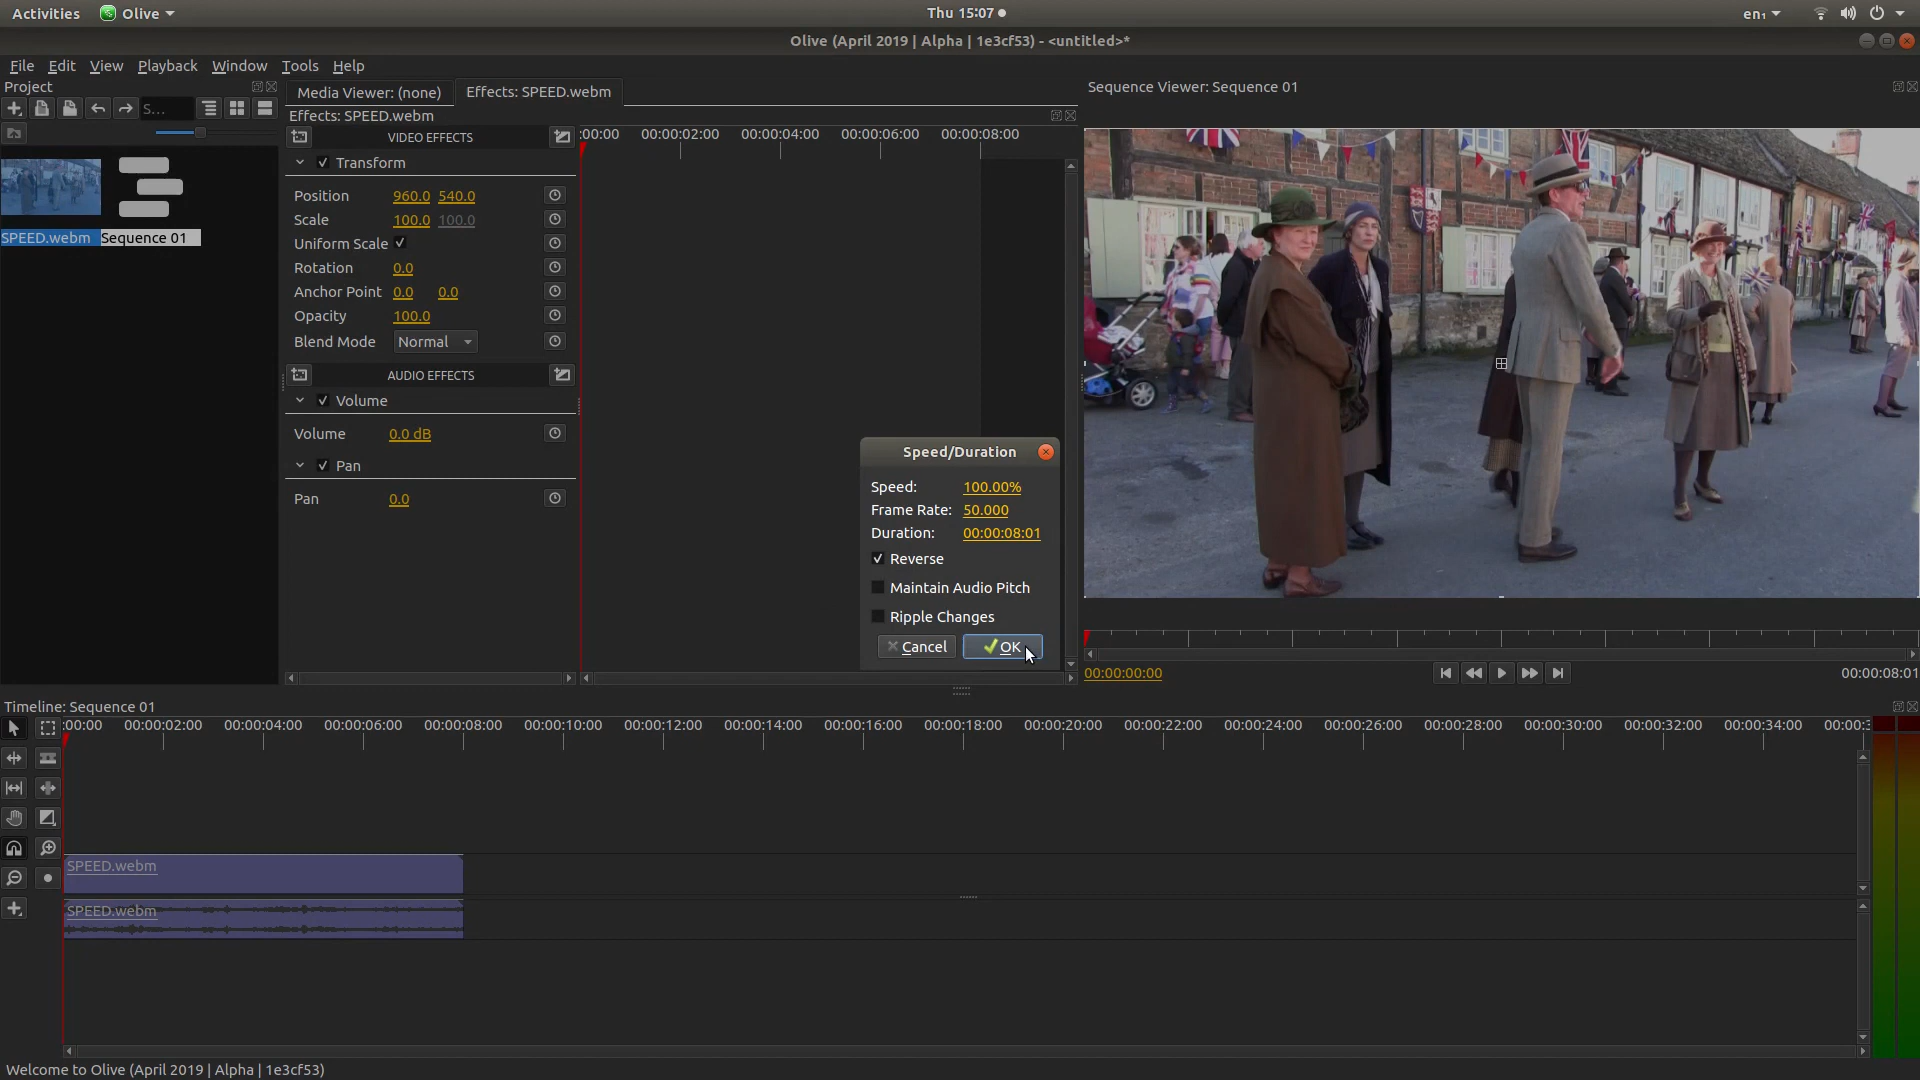 Activities Olive Thu 15:07 en₁
Olive (April 2019 | Alpha | 1e3cf53) - <untitled>*
File Edit View Playback Window Tools Help
Project
S...
SPEED.webm Sequence 01
Media Viewer: (none) Effects: SPEED.webm
Effects: SPEED.webm
VIDEO EFFECTS
Transform
Position 960.0 540.0
Scale 100.0 100.0
Uniform Scale
Rotation 0.0
Anchor Point 0.0 0.0
Opacity 100.0
Blend Mode Normal
AUDIO EFFECTS
Volume
Volume 0.0 dB
Pan
Pan 0.0
:00:00 00:00:02:00 00:00:04:00 00:00:06:00 00:00:08:00
Speed/Duration
Speed: 100.00%
Frame Rate: 50.000
Duration: 00:00:08:01
Reverse
Maintain Audio Pitch
Ripple Changes
Cancel OK
Sequence Viewer: Sequence 01
00:00:00:00 00:00:08:01
Timeline: Sequence 01
:00:00 00:00:02:00 00:00:04:00 00:00:06:00 00:00:08:00 00:00:10:00 00:00:12:00 00:00:14:00 00:00:16:00 00:00:18:00 00:00:20:00 00:00:22:00 00:00:24:00 00:00:26:00 00:00:28:00 00:00:30:00 00:00:32:00 00:00:34:00 00:00:3
SPEED.webm
SPEED.webm
Welcome to Olive (April 2019 | Alpha | 1e3cf53)